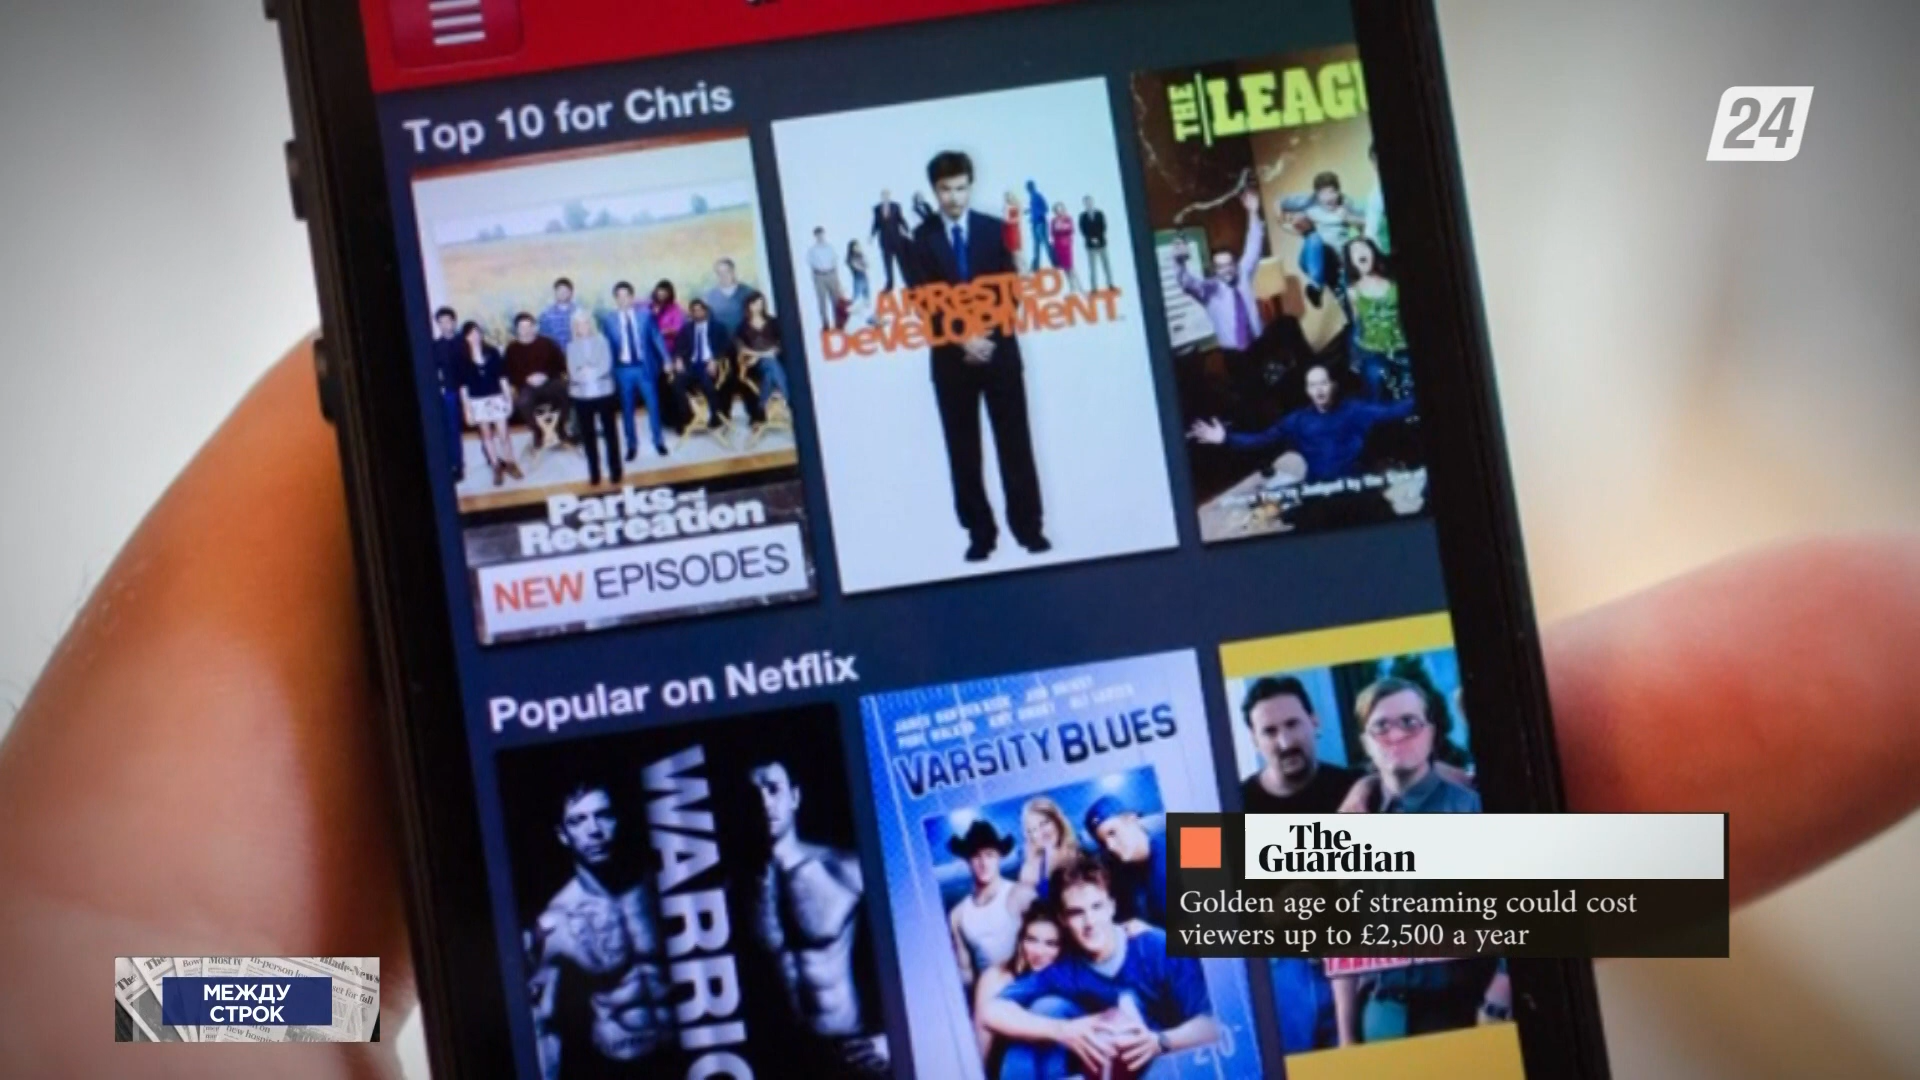 Top 10 for Chris
24
THE LEAGU
ARRESTED
DEVELOPMENT
Parks and
Recreation
NEW EPISODES
Popular on Netflix
WARRIO
VARSITY BLUES
The
Guardian
Golden age of streaming could cost
viewers up to £2,500 a year
МЕЖДУ
СТРОК